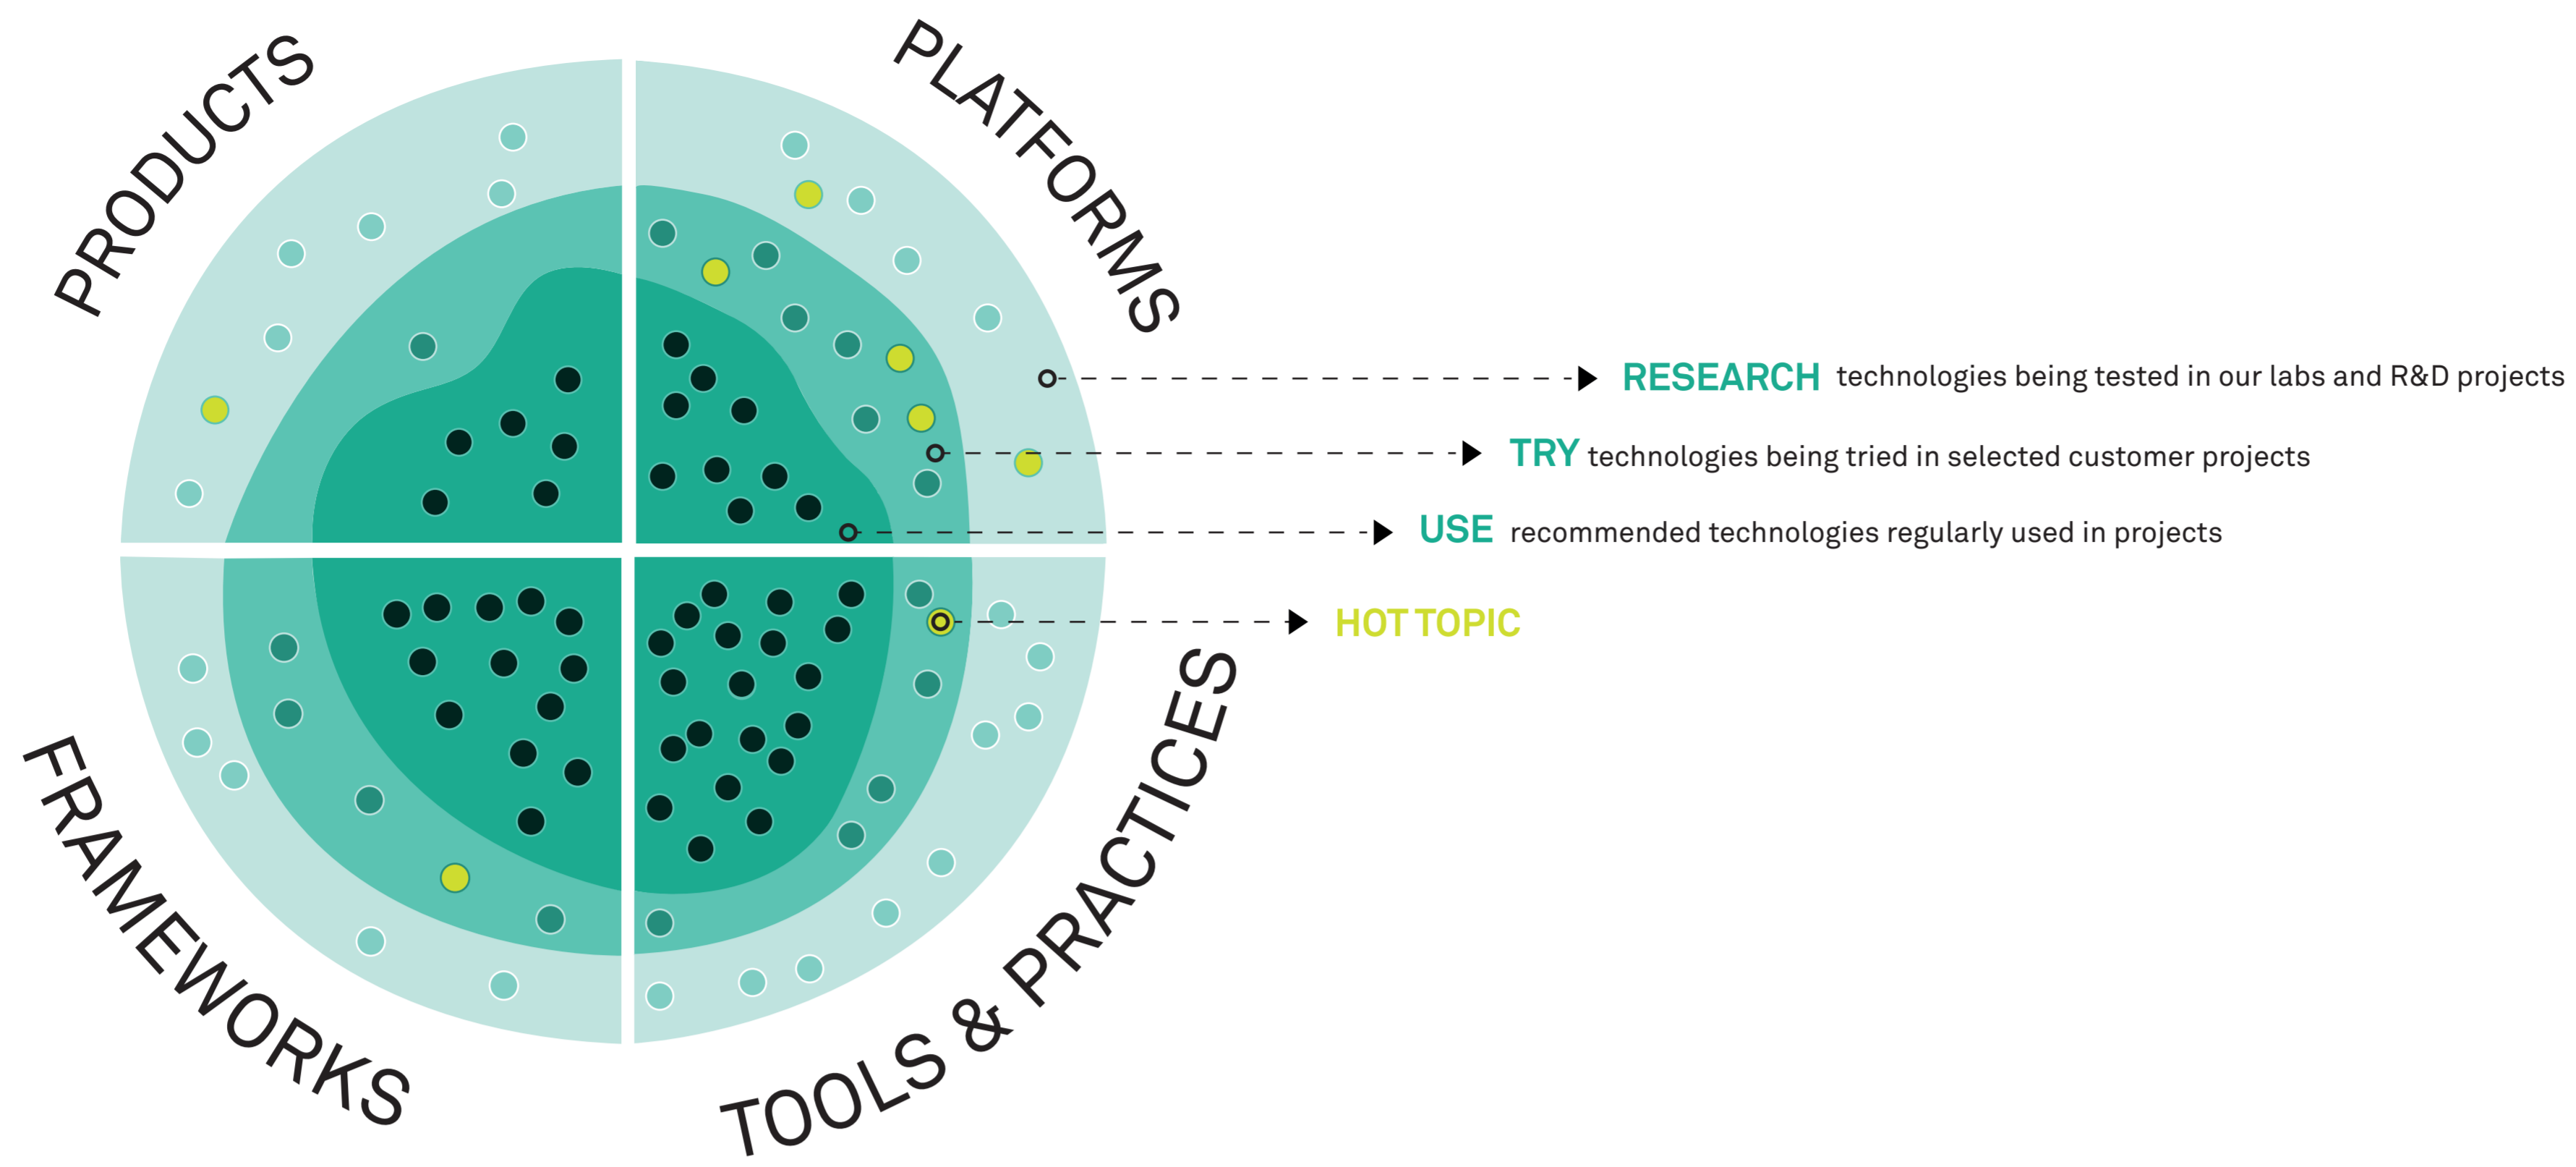 PRODUCTS
PLATFORMS
RESEARCH technologies being tested in our labs and R&D projects
TRY technologies being tried in selected customer projects
USE recommended technologies regularly used in projects
HOT TOPIC
FRAMEWORKS
TOOLS & PRACTICES